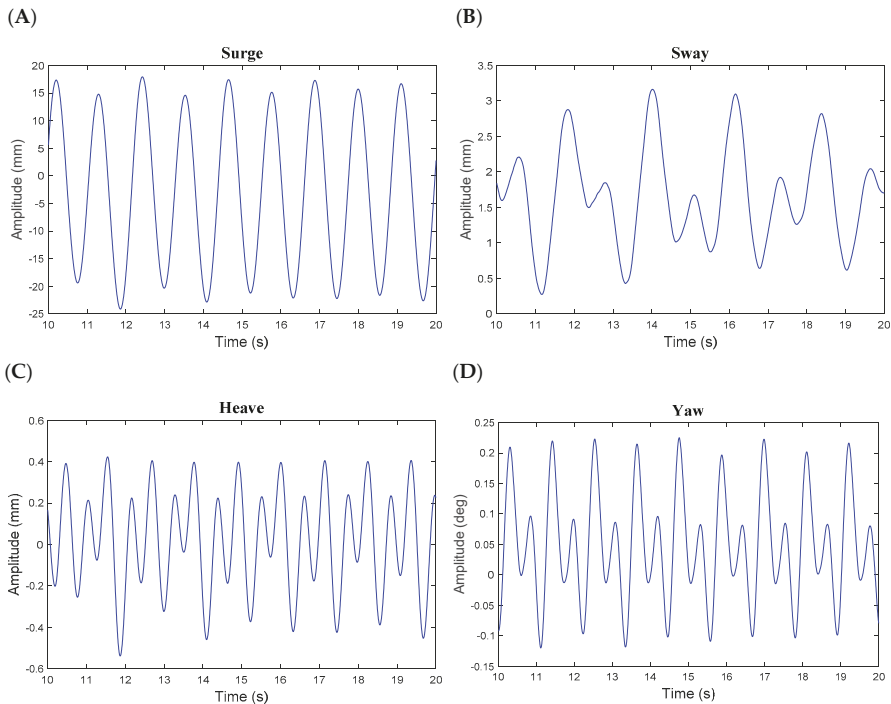 (A)
Surge
Amplitude (mm)
20
15
10
5
0
-5
-10
-15
-20
-25
10 11 12 13 14 15 16 17 18 19 20
Time (s)
(B)
Sway
Amplitude (mm)
3.5
3
2.5
2
1.5
1
0.5
0
10 11 12 13 14 15 16 17 18 19 20
Time (s)
(C)
Heave
Amplitude (mm)
0.6
0.4
0.2
0
-0.2
-0.4
-0.6
10 11 12 13 14 15 16 17 18 19 20
Time (s)
(D)
Yaw
Amplitude (deg)
0.25
0.2
0.15
0.1
0.05
0
-0.05
-0.1
-0.15
10 11 12 13 14 15 16 17 18 19 20
Time (s)